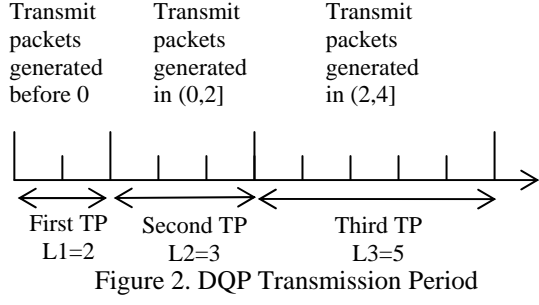 Transmit packets generated before 0
Transmit packets generated in (0,2]
Transmit packets generated in (2,4]
First TP
L1=2
Second TP
L2=3
Third TP
L3=5
Figure 2. DQP Transmission Period